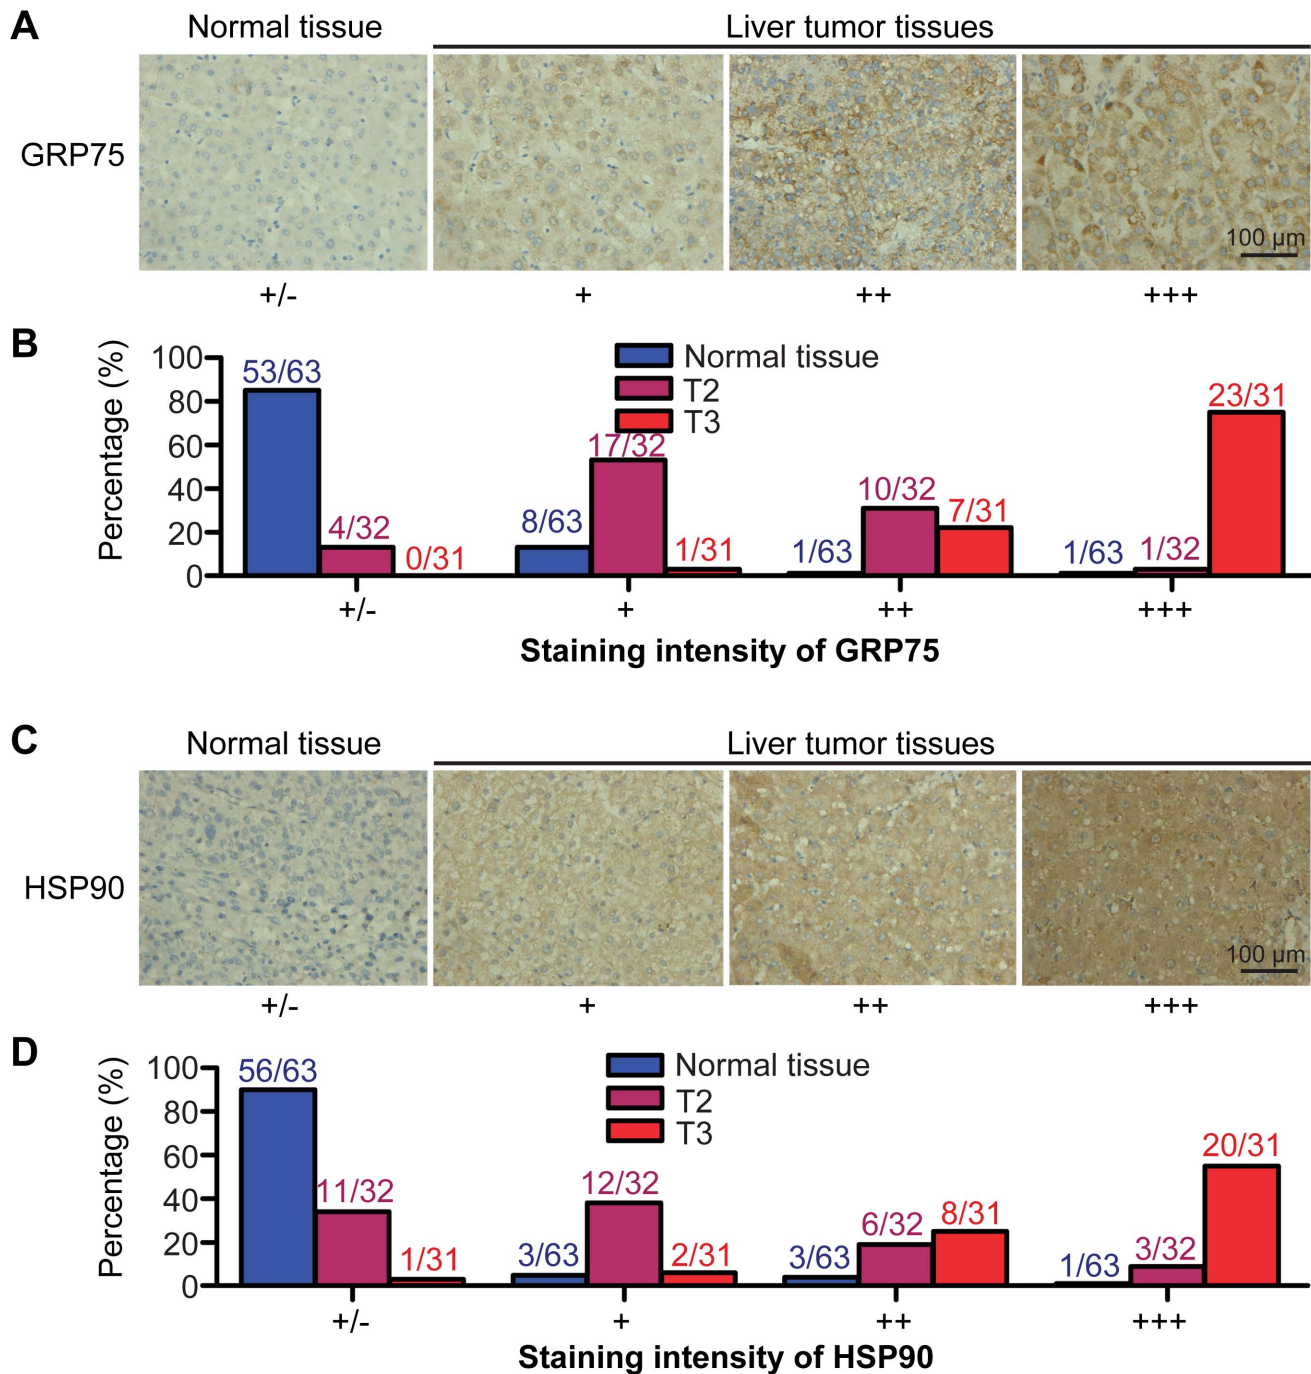 A
Normal tissue
Liver tumor tissues
GRP75
100 µm
+/-
+
++
+++
B
Percentage (%)
100
80
60
40
20
0
Normal tissue
T2
T3
53/63
4/32
0/31
8/63
17/32
1/31
1/63
10/32
7/31
1/63
1/32
23/31
+/-
+
++
+++
Staining intensity of GRP75
C
Normal tissue
Liver tumor tissues
HSP90
100 µm
+/-
+
++
+++
D
Percentage (%)
100
80
60
40
20
0
Normal tissue
T2
T3
56/63
11/32
1/31
3/63
12/32
2/31
3/63
6/32
8/31
1/63
3/32
20/31
+/-
+
++
+++
Staining intensity of HSP90